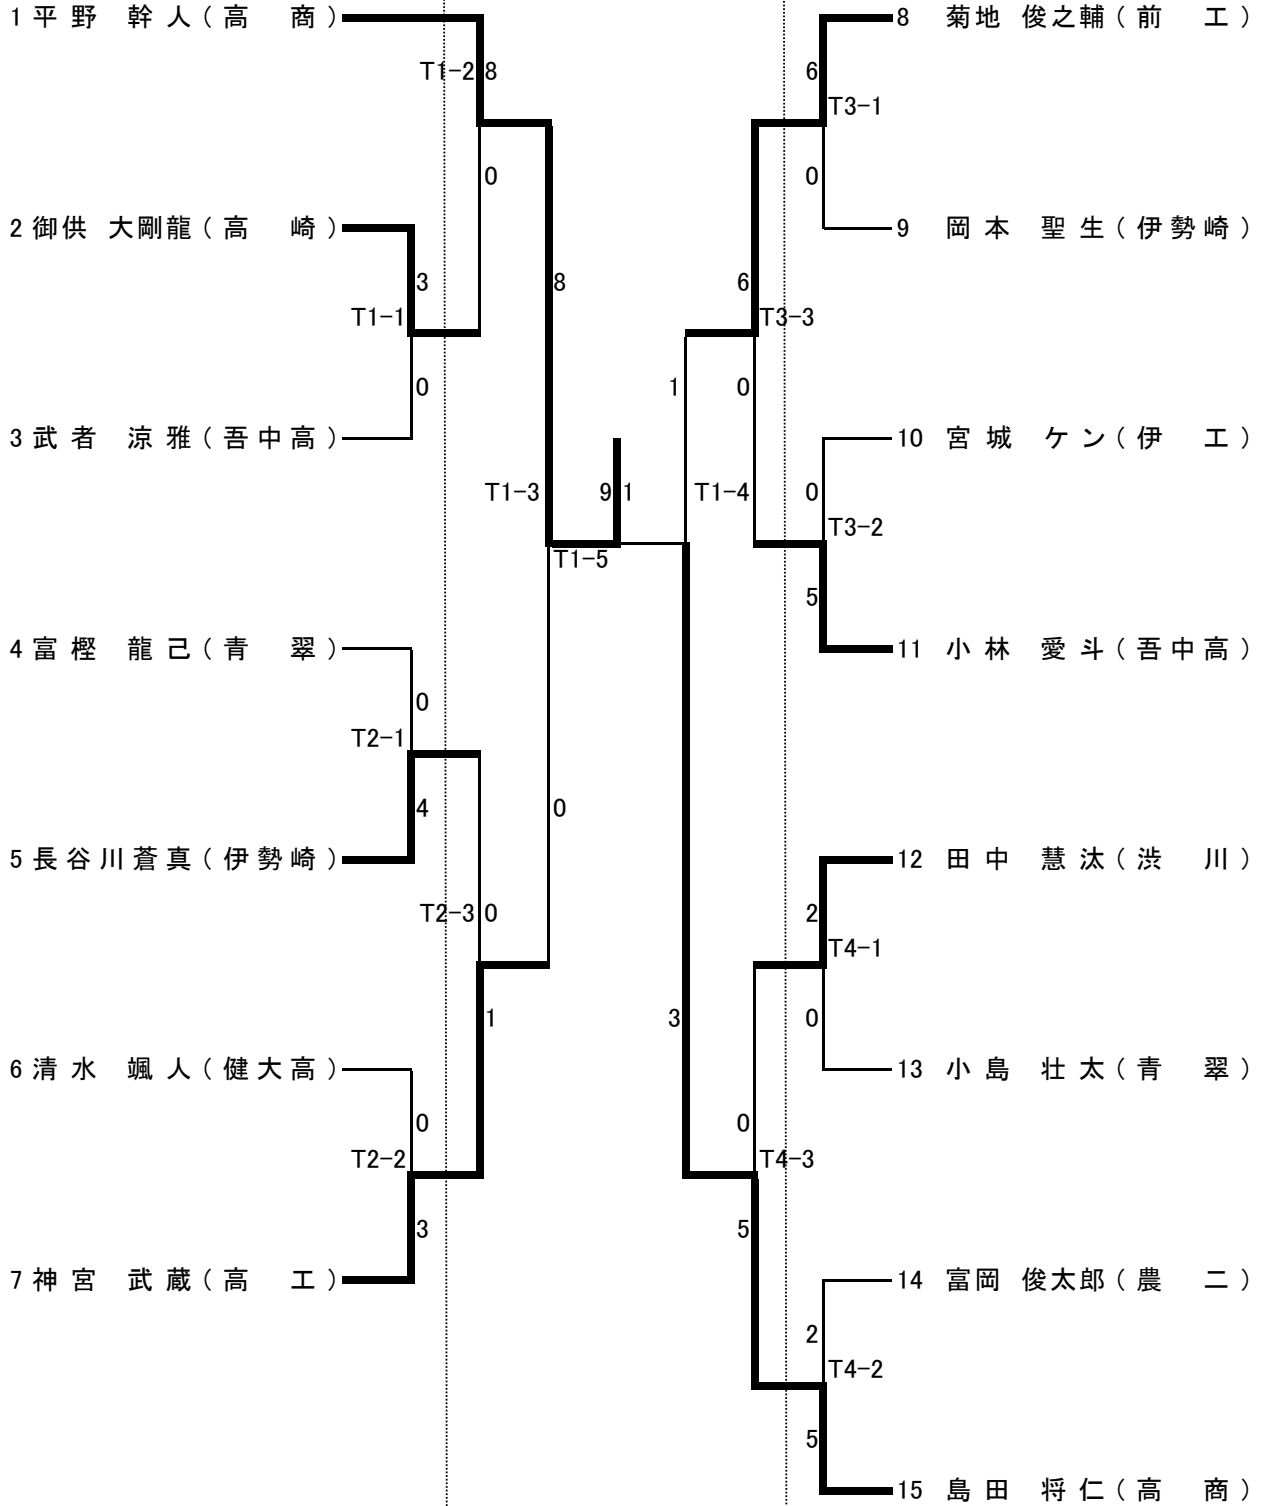 1 平野 幹人(高 商)
T1-2 8
0
2 御供 大剛龍(高 崎)
3
T1-1
0
3 武者 涼雅(吾中高)
8
T1-3
4 富樫 龍己(青 翠)
0
T2-1
4
5 長谷川蒼真(伊勢崎)
T2-3 0
0
1
6 清水 颯人(健大高)
0
T2-2
3
7 神宮 武蔵(高 工)
9 1
T1-5
8 菊地 俊之輔(前 工)
6
T3-1
0
9 岡本 聖生(伊勢崎)
6
T3-3
1
0
10 宮城 ケン(伊 工)
T1-4
0
T3-2
5
11 小林 愛斗(吾中高)
12 田中 慧汰(渋 川)
2
T4-1
3
0
13 小島 壮太(青 翠)
0
T4-3
5
14 富岡 俊太郎(農 二)
2
T4-2
5
15 島田 将仁(高 商)